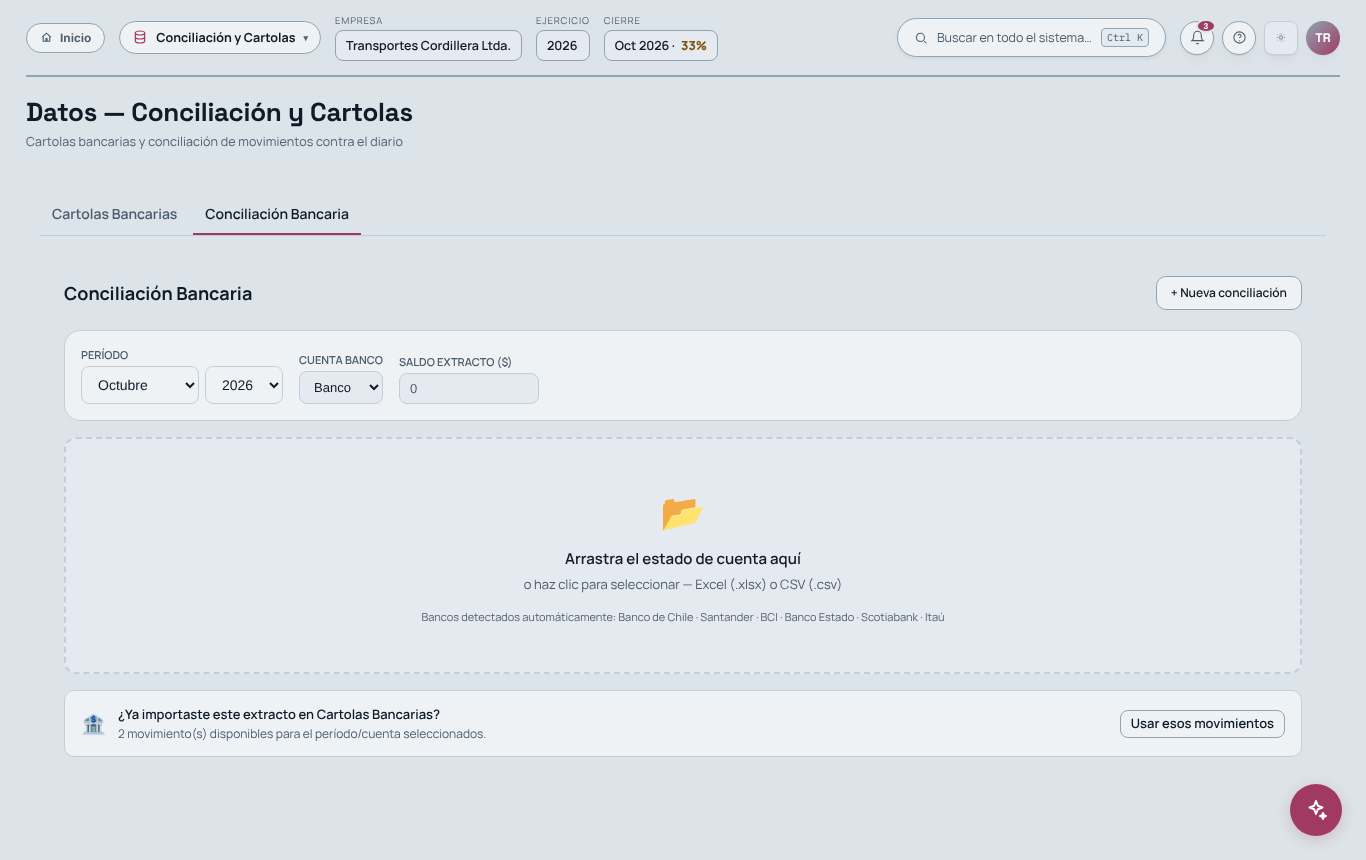 Inicio
Conciliación y Cartolas ▾
EMPRESA
Transportes Cordillera Ltda.
EJERCICIO
2026
CIERRE
Oct 2026 · 33%
Buscar en todo el sistema... Ctrl K
3
TR
Datos — Conciliación y Cartolas
Cartolas bancarias y conciliación de movimientos contra el diario
Cartolas Bancarias
Conciliación Bancaria
Conciliación Bancaria
+ Nueva conciliación
PERÍODO
Octubre
2026
CUENTA BANCO
Banco
SALDO EXTRACTO ($)
0
Arrastra el estado de cuenta aquí
o haz clic para seleccionar — Excel (.xlsx) o CSV (.csv)
Bancos detectados automáticamente: Banco de Chile · Santander · BCI · Banco Estado · Scotiabank · Itaú
¿Ya importaste este extracto en Cartolas Bancarias?
2 movimiento(s) disponibles para el período/cuenta seleccionados.
Usar esos movimientos